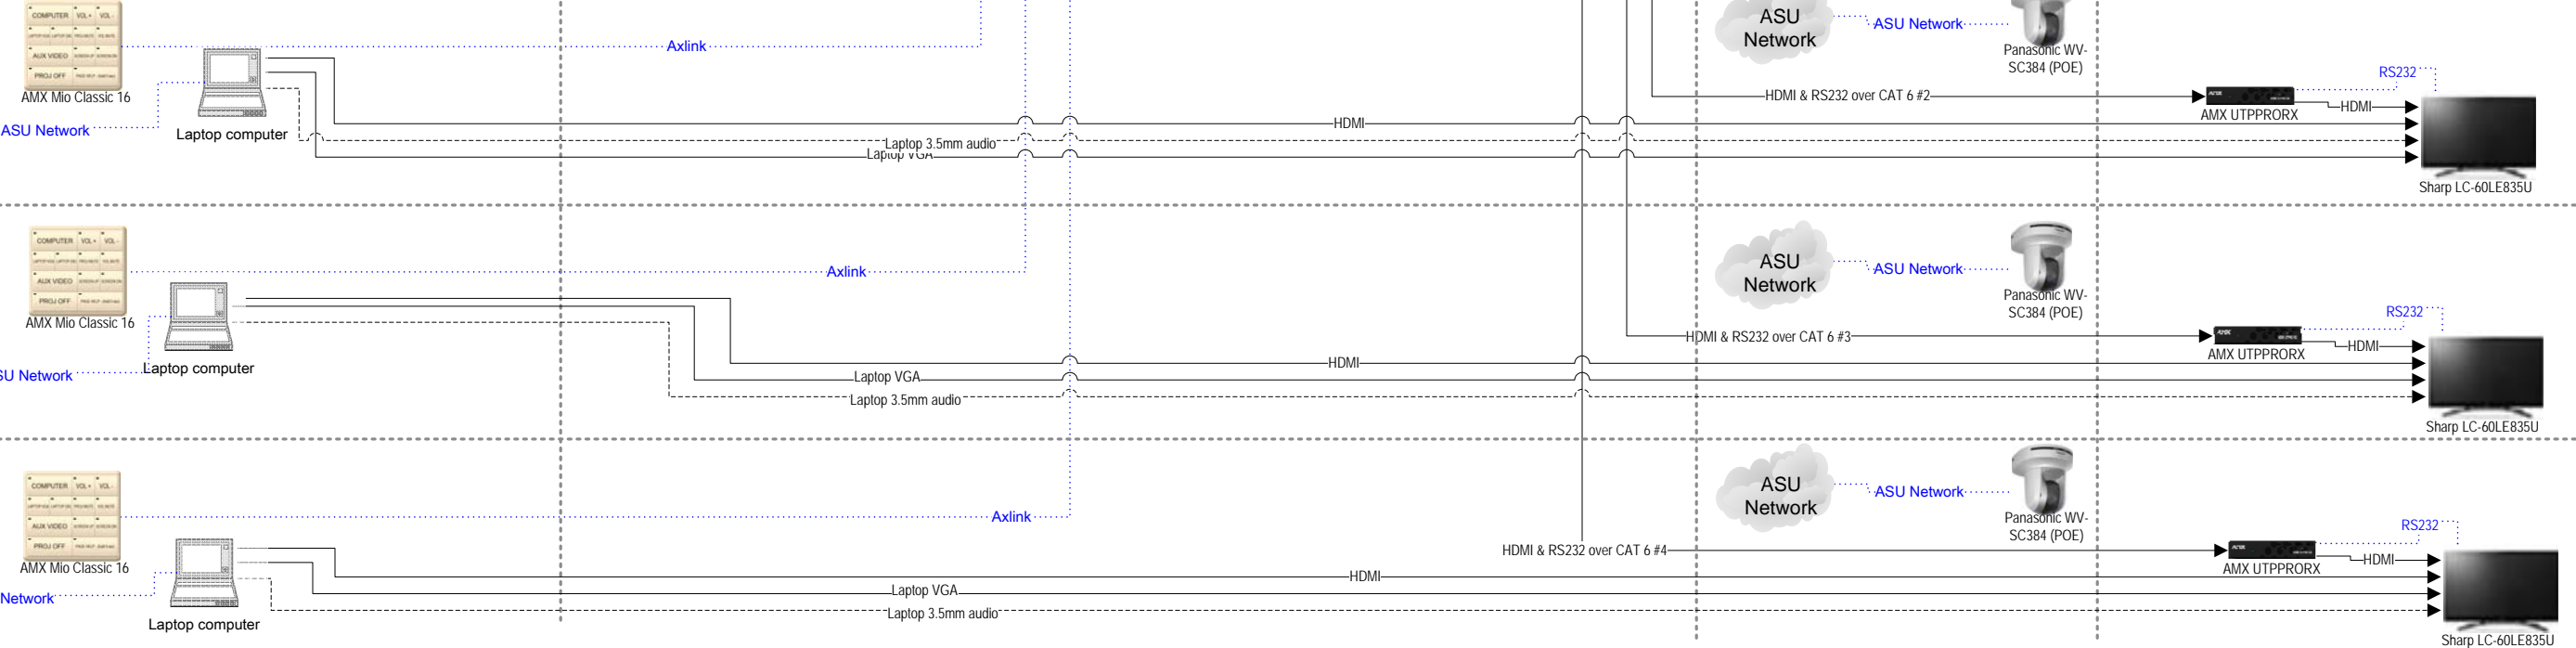 COMPUTER VOL+ VOL-
AUX VIDEO
PROJ OFF
AMX Mio Classic 16
ASU Network
Laptop computer
Axlink
HDMI
Laptop 3.5mm audio
Laptop VGA
ASU
Network
ASU Network
Panasonic WV-
SC384 (POE)
HDMI & RS232 over CAT 6 #2
AMX UTPPRORX
RS232
HDMI
Sharp LC-60LE835U
COMPUTER VOL+ VOL-
AUX VIDEO
PROJ OFF
AMX Mio Classic 16
SU Network
Laptop computer
Axlink
HDMI
Laptop VGA
Laptop 3.5mm audio
ASU
Network
ASU Network
Panasonic WV-
SC384 (POE)
HDMI & RS232 over CAT 6 #3
AMX UTPPRORX
RS232
HDMI
Sharp LC-60LE835U
COMPUTER VOL+ VOL-
AUX VIDEO
PROJ OFF
AMX Mio Classic 16
Network
Laptop computer
Axlink
HDMI
Laptop VGA
Laptop 3.5mm audio
ASU
Network
ASU Network
Panasonic WV-
SC384 (POE)
HDMI & RS232 over CAT 6 #4
AMX UTPPRORX
RS232
HDMI
Sharp LC-60LE835U